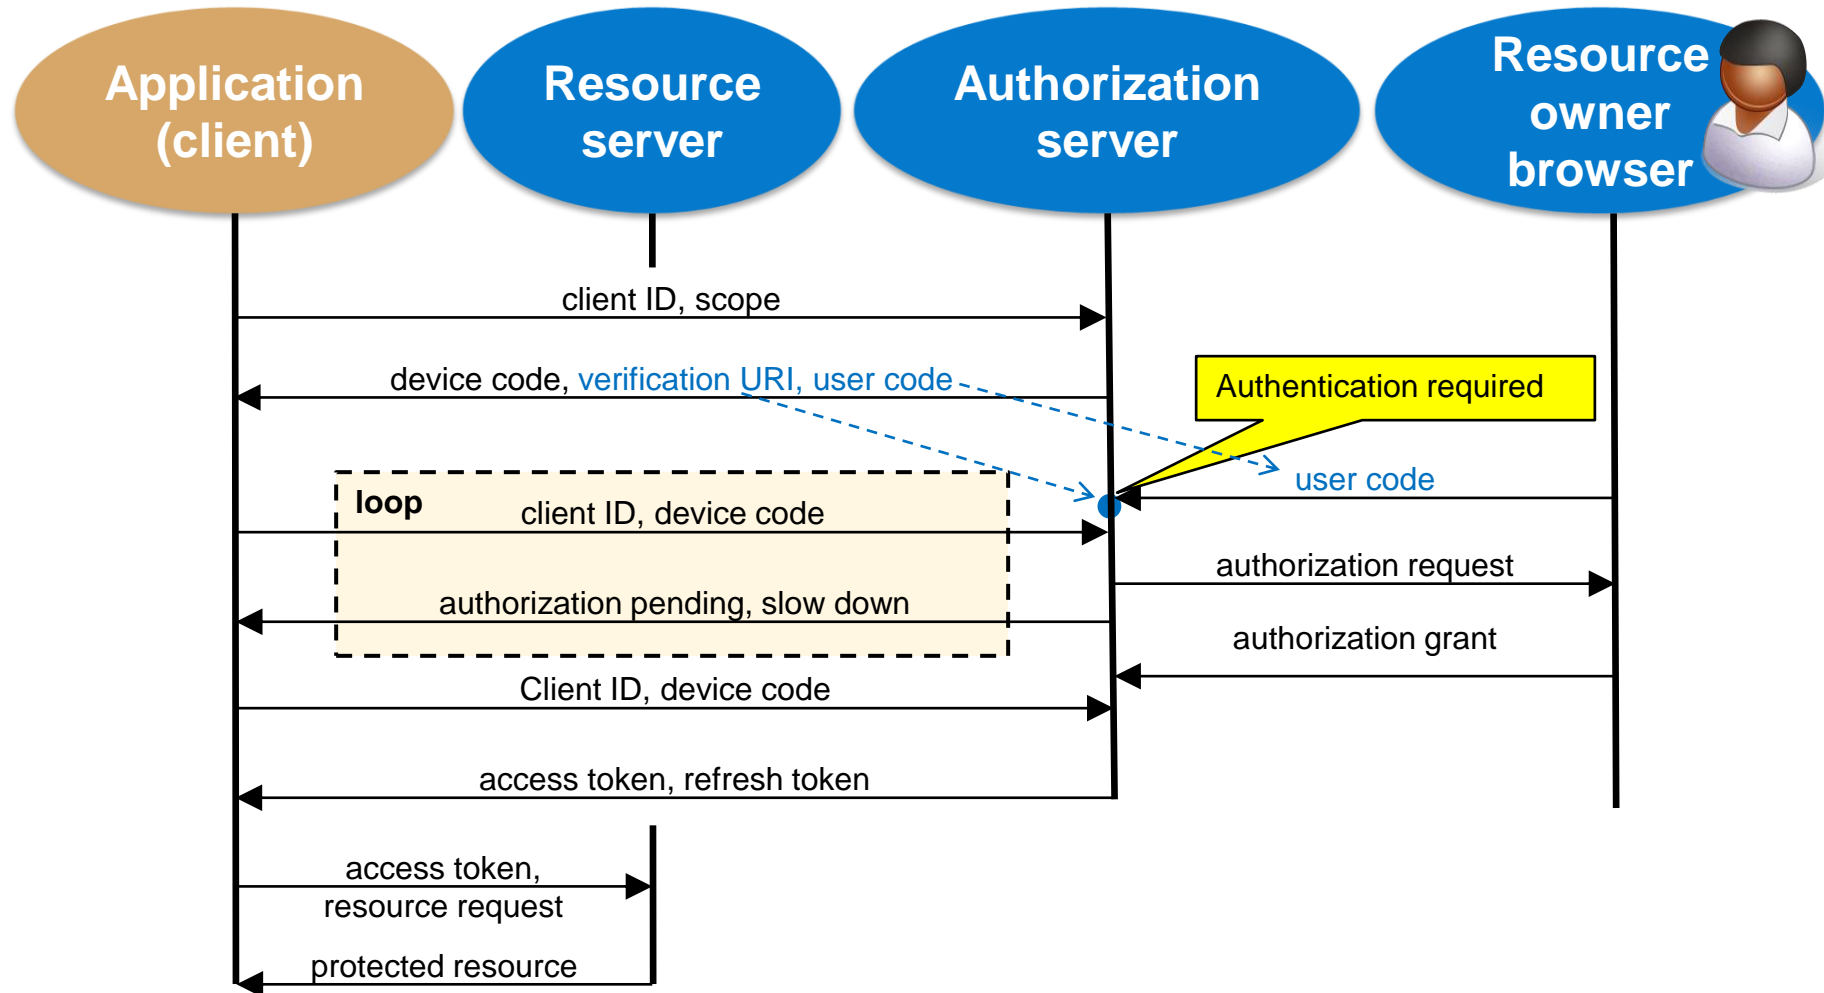 Application
(client)
Resource
server
Authorization
server
Resource
owner
browser
client ID, scope
device code, verification URI, user code
Authentication required
user code
loop
client ID, device code
authorization request
authorization pending, slow down
authorization grant
Client ID, device code
access token, refresh token
access token,
resource request
protected resource